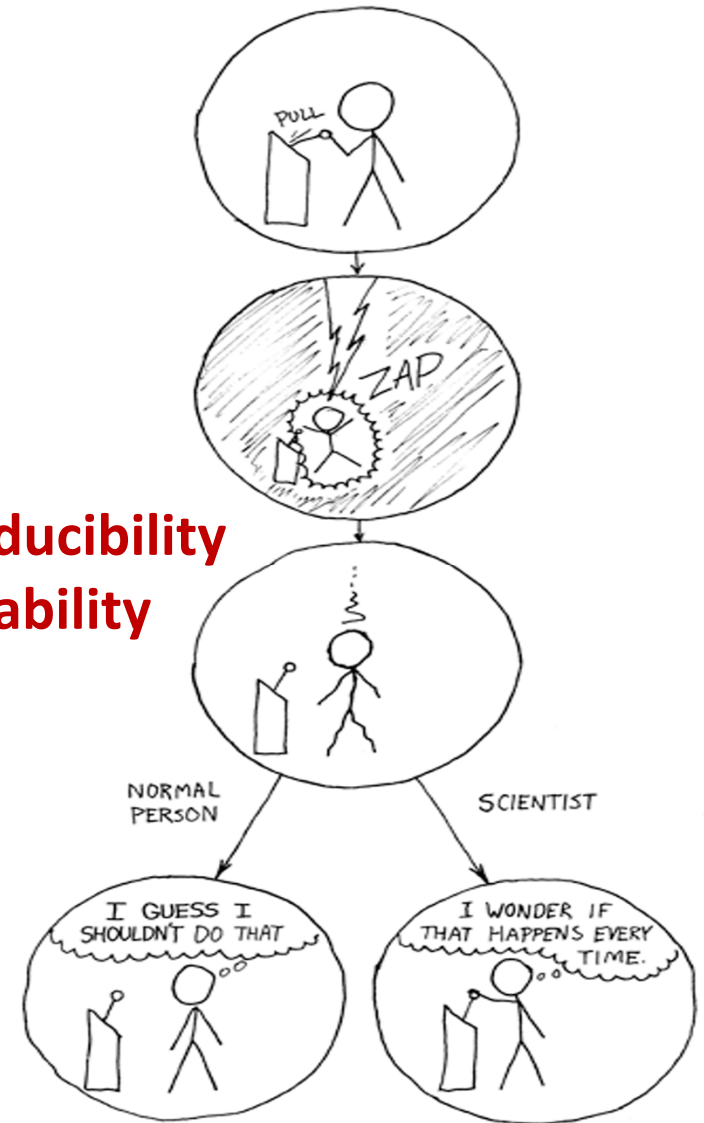 PULL
ZAP
ducibility
ability
NORMAL
PERSON
SCIENTIST
I GUESS I
SHOULDN'T DO THAT
I WONDER IF
THAT HAPPENS EVERY
TIME.